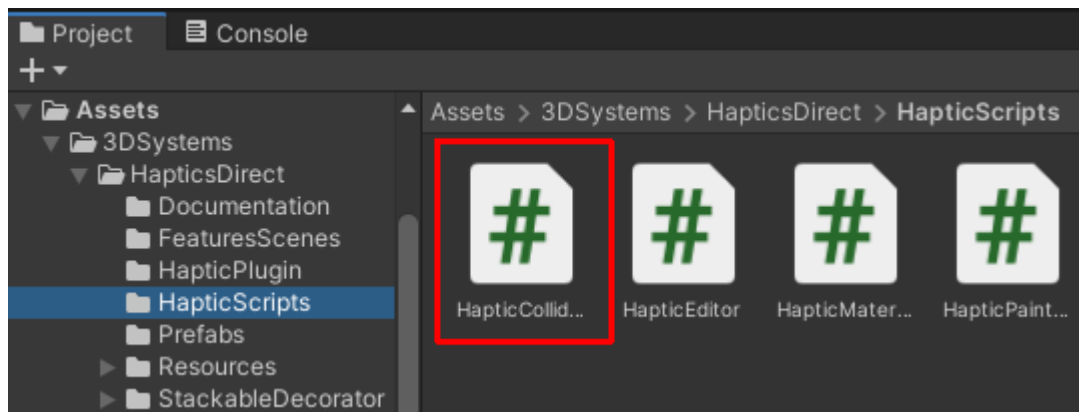 Project Console
Assets
3DSystems
HapticsDirect
Documentation
FeaturesScenes
HapticPlugin
HapticScripts
Prefabs
Resources
StackableDecorator
Assets > 3DSystems > HapticsDirect > HapticScripts
HapticCollid... HapticEditor HapticMater... HapticPaint...